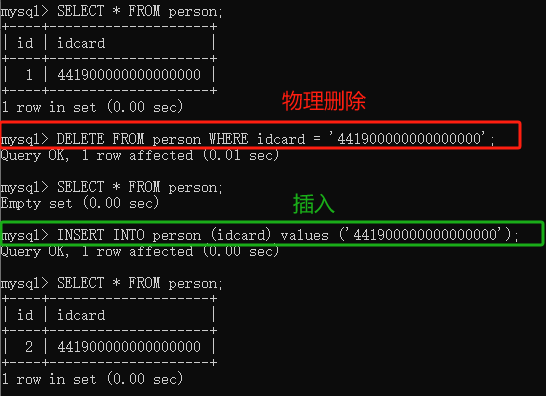 mysql> SELECT * FROM person;
+----+--------------------+
| id | idcard             |
+----+--------------------+
|  1 | 441900000000000000 |
+----+--------------------+
1 row in set (0.00 sec)
物理删除
mysql> DELETE FROM person WHERE idcard = '441900000000000000';
Query OK, 1 row affected (0.01 sec)
mysql> SELECT * FROM person;
Empty set (0.00 sec)
插入
mysql> INSERT INTO person (idcard) values ('441900000000000000');
Query OK, 1 row affected (0.00 sec)
mysql> SELECT * FROM person;
+----+--------------------+
| id | idcard             |
+----+--------------------+
|  2 | 441900000000000000 |
+----+--------------------+
1 row in set (0.00 sec)